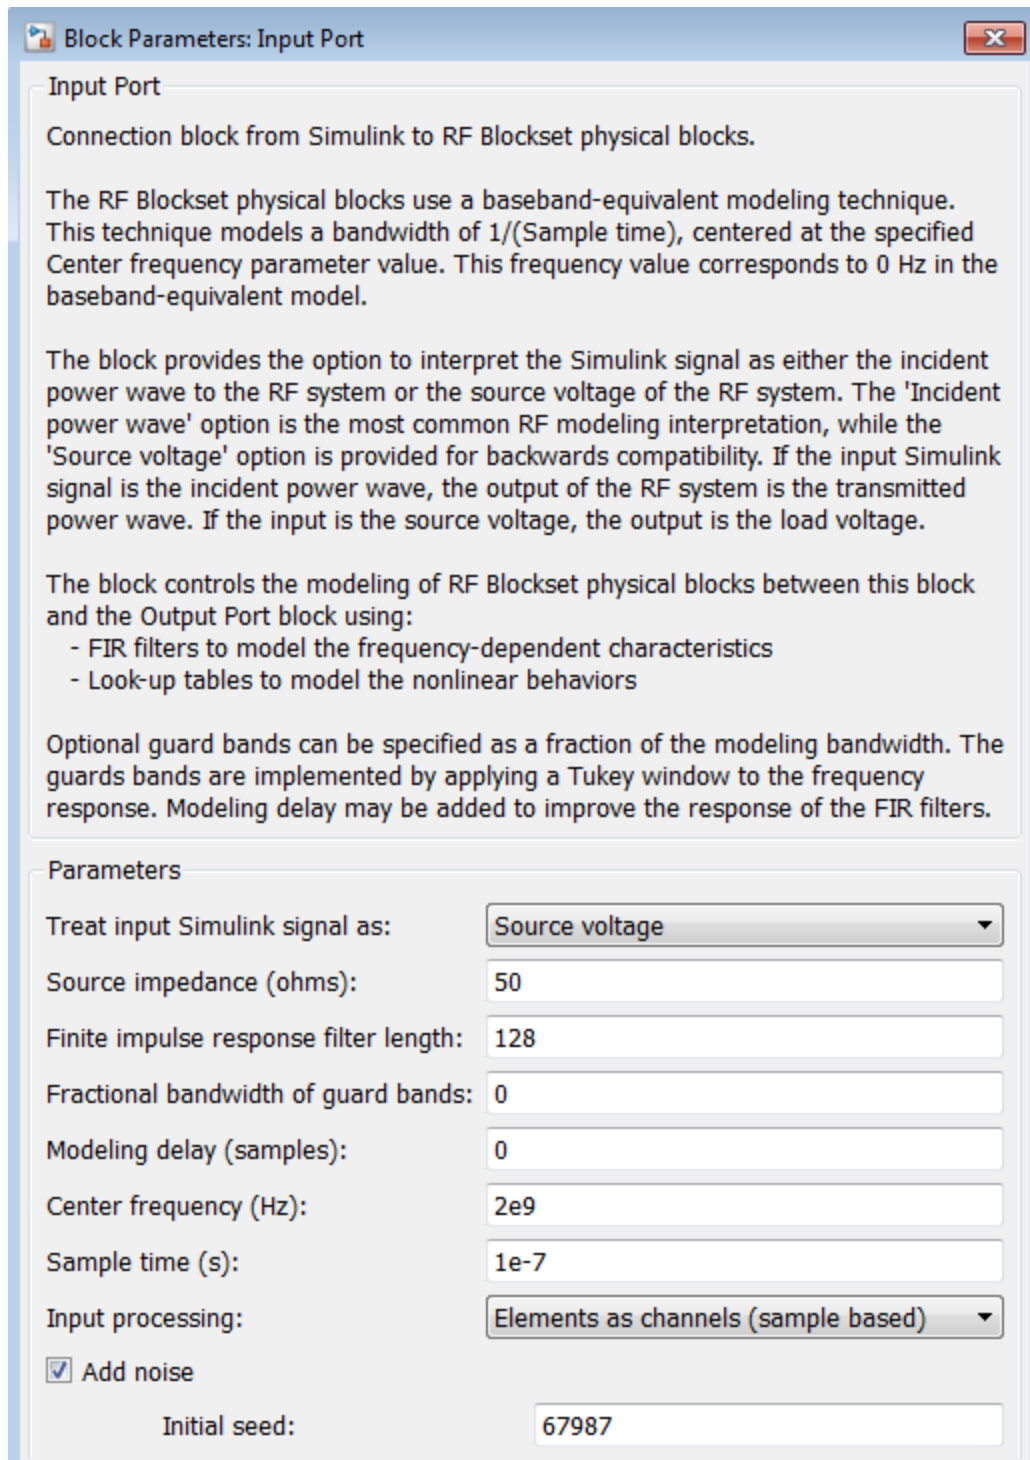 Block Parameters: Input Port
Input Port
Connection block from Simulink to RF Blockset physical blocks.
The RF Blockset physical blocks use a baseband-equivalent modeling technique.
This technique models a bandwidth of 1/(Sample time), centered at the specified
Center frequency parameter value. This frequency value corresponds to 0 Hz in the
baseband-equivalent model.
The block provides the option to interpret the Simulink signal as either the incident
power wave to the RF system or the source voltage of the RF system. The 'Incident
power wave' option is the most common RF modeling interpretation, while the
'Source voltage' option is provided for backwards compatibility. If the input Simulink
signal is the incident power wave, the output of the RF system is the transmitted
power wave. If the input is the source voltage, the output is the load voltage.
The block controls the modeling of RF Blockset physical blocks between this block
and the Output Port block using:
- FIR filters to model the frequency-dependent characteristics
- Look-up tables to model the nonlinear behaviors
Optional guard bands can be specified as a fraction of the modeling bandwidth. The
guards bands are implemented by applying a Tukey window to the frequency
response. Modeling delay may be added to improve the response of the FIR filters.
Parameters
Treat input Simulink signal as: Source voltage
Source impedance (ohms): 50
Finite impulse response filter length: 128
Fractional bandwidth of guard bands: 0
Modeling delay (samples): 0
Center frequency (Hz): 2e9
Sample time (s): 1e-7
Input processing: Elements as channels (sample based)
Add noise
Initial seed: 67987